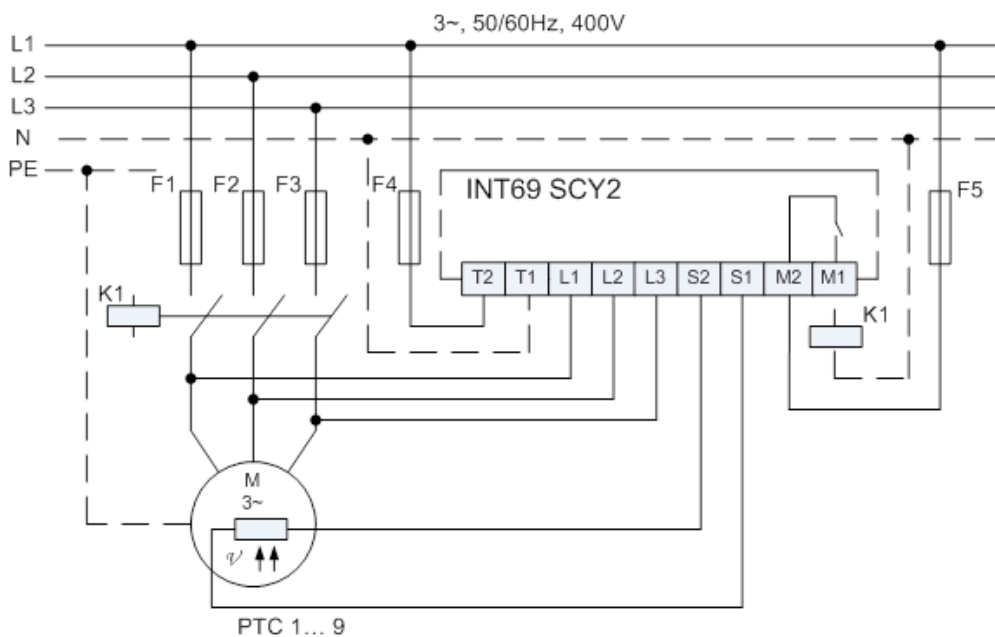 3~, 50/60Hz, 400V
L1
L2
L3
N
PE
F1
F2
F3
F4
INT69 SCY2
F5
T2 T1 L1 L2 L3 S2 S1 M2 M1
K1
K1
M
3~
ϑ
PTC 1... 9